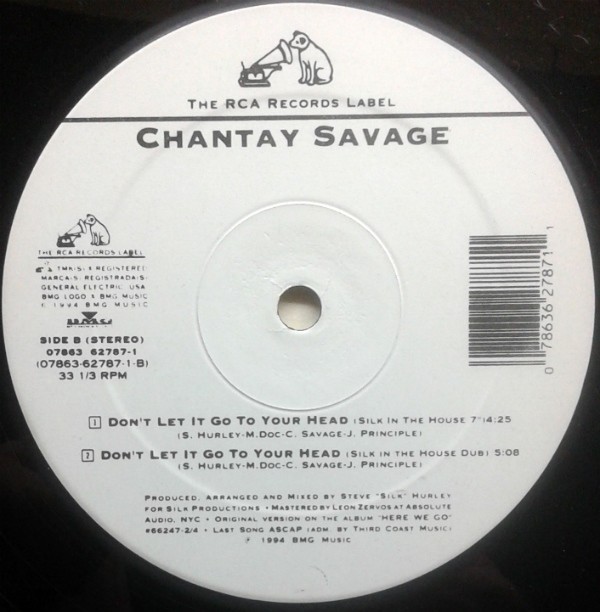 THE RCA RECORDS LABEL
CHANTAY SAVAGE
THE RCA RECORDS LABEL
TMK(S) ® REGISTERED
MARCA(S) REGISTRADA(S)
GENERAL ELECTRIC, USA
BMG LOGO ® BMG MUSIC
© 1994 BMG MUSIC
BMG
SIDE B (STEREO)
07863 62787-1
(07863-62787-1-B)
33 1/3 RPM
0 78636 27871 1
1 DON'T LET IT GO TO YOUR HEAD (SILK IN THE HOUSE 7") 4:25
(S. HURLEY-M.DOC-C. SAVAGE-J. PRINCIPLE)
2 DON'T LET IT GO TO YOUR HEAD (SILK IN THE HOUSE DUB) 5:08
(S. HURLEY-M.DOC-C. SAVAGE-J. PRINCIPLE)
PRODUCED, ARRANGED AND MIXED BY STEVE "SILK" HURLEY
FOR SILK PRODUCTIONS • MASTERED BY LEON ZERVOS AT ABSOLUTE
AUDIO, NYC • ORIGINAL VERSION ON THE ALBUM "HERE WE GO"
#66247-2/4 • LAST SONG ASCAP (ADM. BY THIRD COAST MUSIC)
℗ 1994 BMG MUSIC